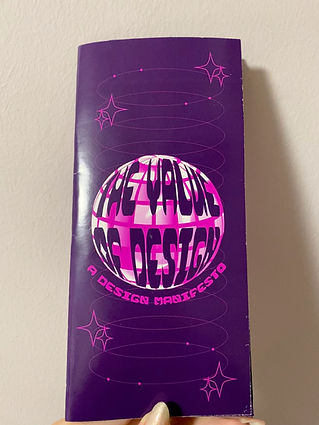 THE VALUE
OF DESIGN
A DESIGN MANIFESTO